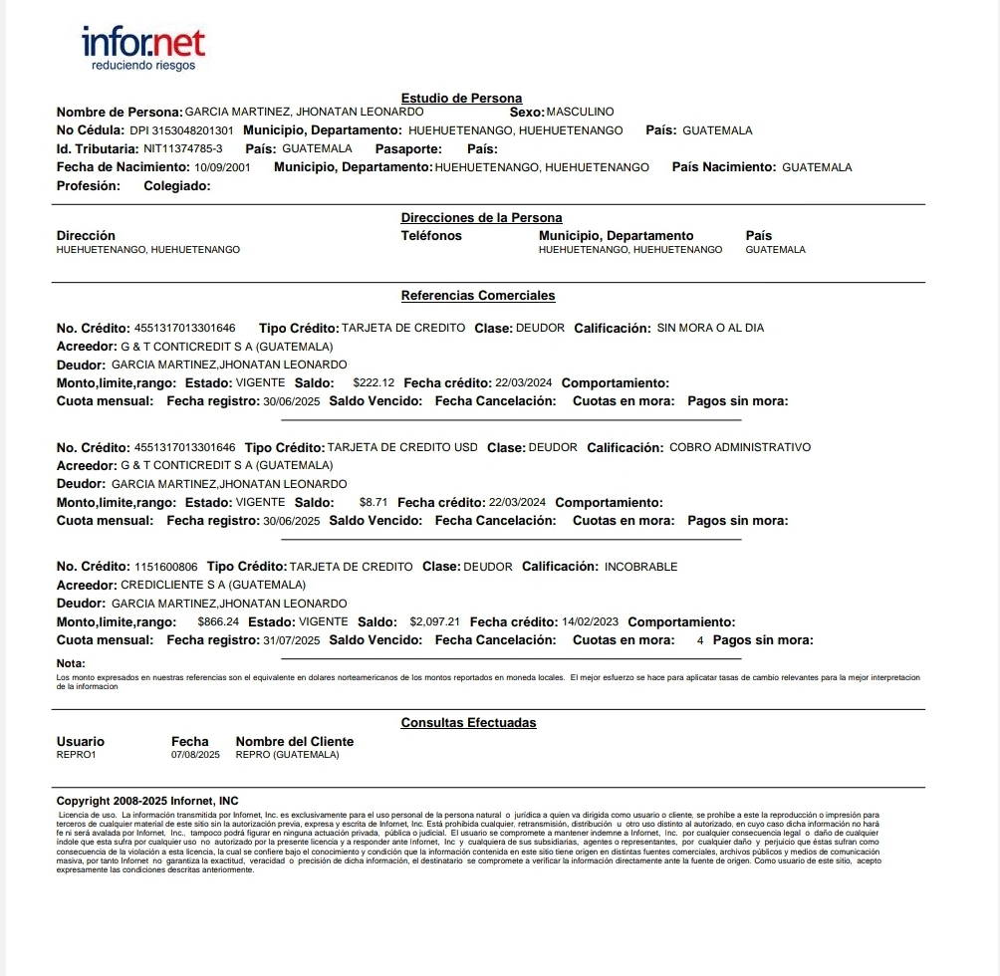 infor.net
reduciendo riesgos
Estudio de Persona
Nombre de Persona: GARCIA MARTINEZ, JHONATAN LEONARDO Sexo: MASCULINO
No Cédula: DPI 3153048201301 Municipio, Departamento: HUEHUETENANGO, HUEHUETENANGO País: GUATEMALA
Id. Tributaria: NIT11374785-3 País: GUATEMALA Pasaporte: País:
Fecha de Nacimiento: 10/09/2001 Municipio, Departamento: HUEHUETENANGO, HUEHUETENANGO País Nacimiento: GUATEMALA
Profesión: Colegiado:
Direcciones de la Persona
Dirección Teléfonos Municipio, Departamento País
HUEHUETENANGO, HUEHUETENANGO HUEHUETENANGO, HUEHUETENANGO GUATEMALA
Referencias Comerciales
No. Crédito: 4551317013301646 Tipo Crédito: TARJETA DE CREDITO Clase: DEUDOR Calificación: SIN MORA O AL DIA
Acreedor: G & T CONTICREDIT S A (GUATEMALA)
Deudor: GARCIA MARTINEZ,JHONATAN LEONARDO
Monto,limite,rango: Estado: VIGENTE Saldo: $222.12 Fecha crédito: 22/03/2024 Comportamiento:
Cuota mensual: Fecha registro: 30/06/2025 Saldo Vencido: Fecha Cancelación: Cuotas en mora: Pagos sin mora:
No. Crédito: 4551317013301646 Tipo Crédito: TARJETA DE CREDITO USD Clase: DEUDOR Calificación: COBRO ADMINISTRATIVO
Acreedor: G & T CONTICREDIT S A (GUATEMALA)
Deudor: GARCIA MARTINEZ,JHONATAN LEONARDO
Monto,limite,rango: Estado: VIGENTE Saldo: $8.71 Fecha crédito: 22/03/2024 Comportamiento:
Cuota mensual: Fecha registro: 30/06/2025 Saldo Vencido: Fecha Cancelación: Cuotas en mora: Pagos sin mora:
No. Crédito: 1151600806 Tipo Crédito: TARJETA DE CREDITO Clase: DEUDOR Calificación: INCOBRABLE
Acreedor: CREDICLIENTE S A (GUATEMALA)
Deudor: GARCIA MARTINEZ,JHONATAN LEONARDO
Monto,limite,rango: $866.24 Estado: VIGENTE Saldo: $2,097.21 Fecha crédito: 14/02/2023 Comportamiento:
Cuota mensual: Fecha registro: 31/07/2025 Saldo Vencido: Fecha Cancelación: Cuotas en mora: 4 Pagos sin mora:
Nota:
Los monto expresados en nuestras referencias son el equivalente en dolares norteamericanos de los montos reportados en moneda locales. El mejor esfuerzo se hace para aplicatar tasas de cambio relevantes para la mejor interpretacion
de la informacion
Consultas Efectuadas
Usuario Fecha Nombre del Cliente
REPRO1 07/08/2025 REPRO (GUATEMALA)
Copyright 2008-2025 Infornet, INC
Licencia de uso. La información transmitida por Infornet, Inc. es exclusivamente para el uso personal de la persona natural o jurídica a quien va dirigida como usuario o cliente, se prohíbe a este la reproducción o impresión para
terceros de cualquier material de este sitio sin la autorización previa, expresa y escrita de Infornet, Inc. Está prohibida cualquier, retransmisión, distribución u otro uso distinto al autorizado, en cuyo caso dicha información no hará
fe ni será avalada por Infornet, Inc., tampoco podrá figurar en ninguna actuación privada, pública o judicial. El usuario se compromete a mantener indemne a Infornet, Inc. por cualquier consecuencia legal o daño de cualquier
índole que esta sufra por cualquier uso no autorizado por la presente licencia y a responder ante Infornet, Inc y cualquiera de sus subsidiarias, agentes o representantes, por cualquier daño y perjuicio que éstas sufran como
consecuencia de la violación a esta licencia, la cual se confiere bajo el conocimiento y condición que la información contenida en este sitio tiene origen en distintas fuentes comerciales, archivos públicos y medios de comunicación
masiva, por tanto Infornet no garantiza la exactitud, veracidad o precisión de dicha información, el destinatario se compromete a verificar la información directamente ante la fuente de origen. Como usuario de este sitio, acepto
expresamente las condiciones descritas anteriormente.